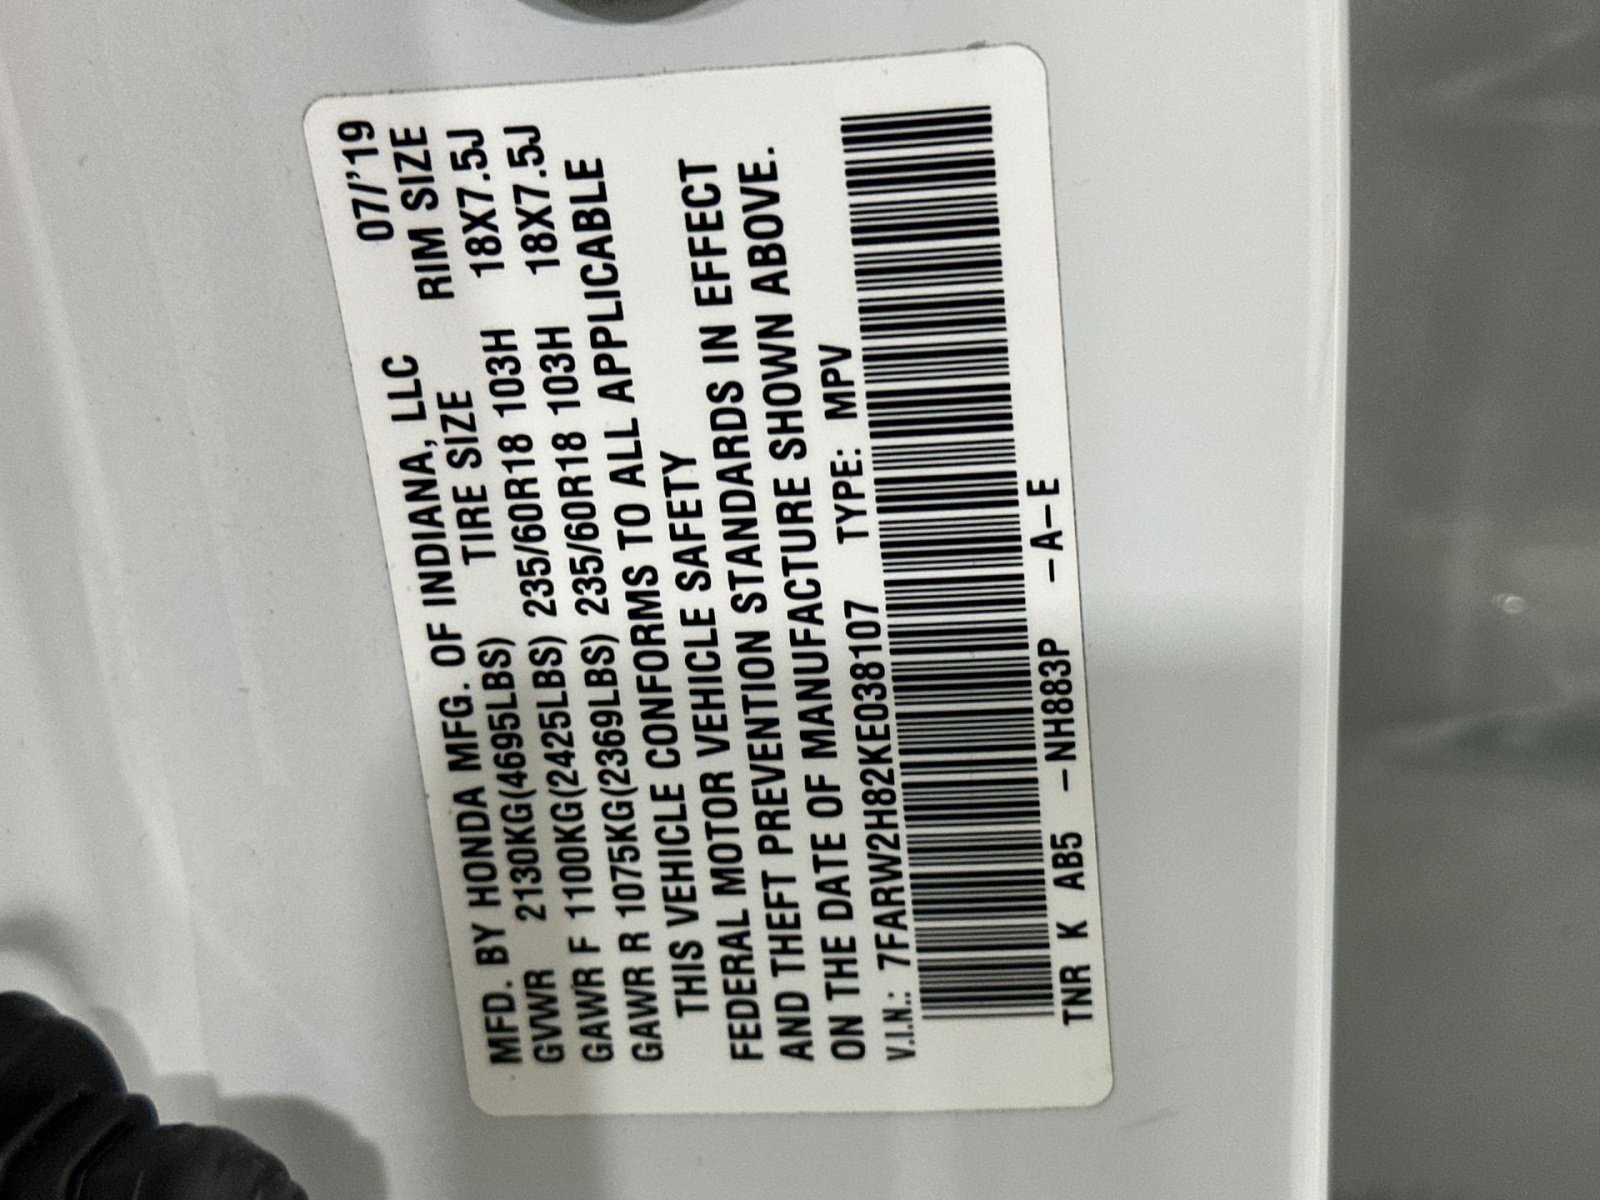 MFD. BY HONDA MFG. OF INDIANA, LLC 07/'19
GVWR 2130KG(4695LBS) TIRE SIZE RIM SIZE
GAWR F 1100KG(2425LBS) 235/60R18 103H 18X7.5J
GAWR R 1075KG(2369LBS) 235/60R18 103H 18X7.5J
THIS VEHICLE CONFORMS TO ALL APPLICABLE
FEDERAL MOTOR VEHICLE SAFETY
AND THEFT PREVENTION STANDARDS IN EFFECT
ON THE DATE OF MANUFACTURE SHOWN ABOVE.
V.I.N.: 7FARW2H82KE038107 TYPE: MPV
TNR K AB5 –NH883P –A–E